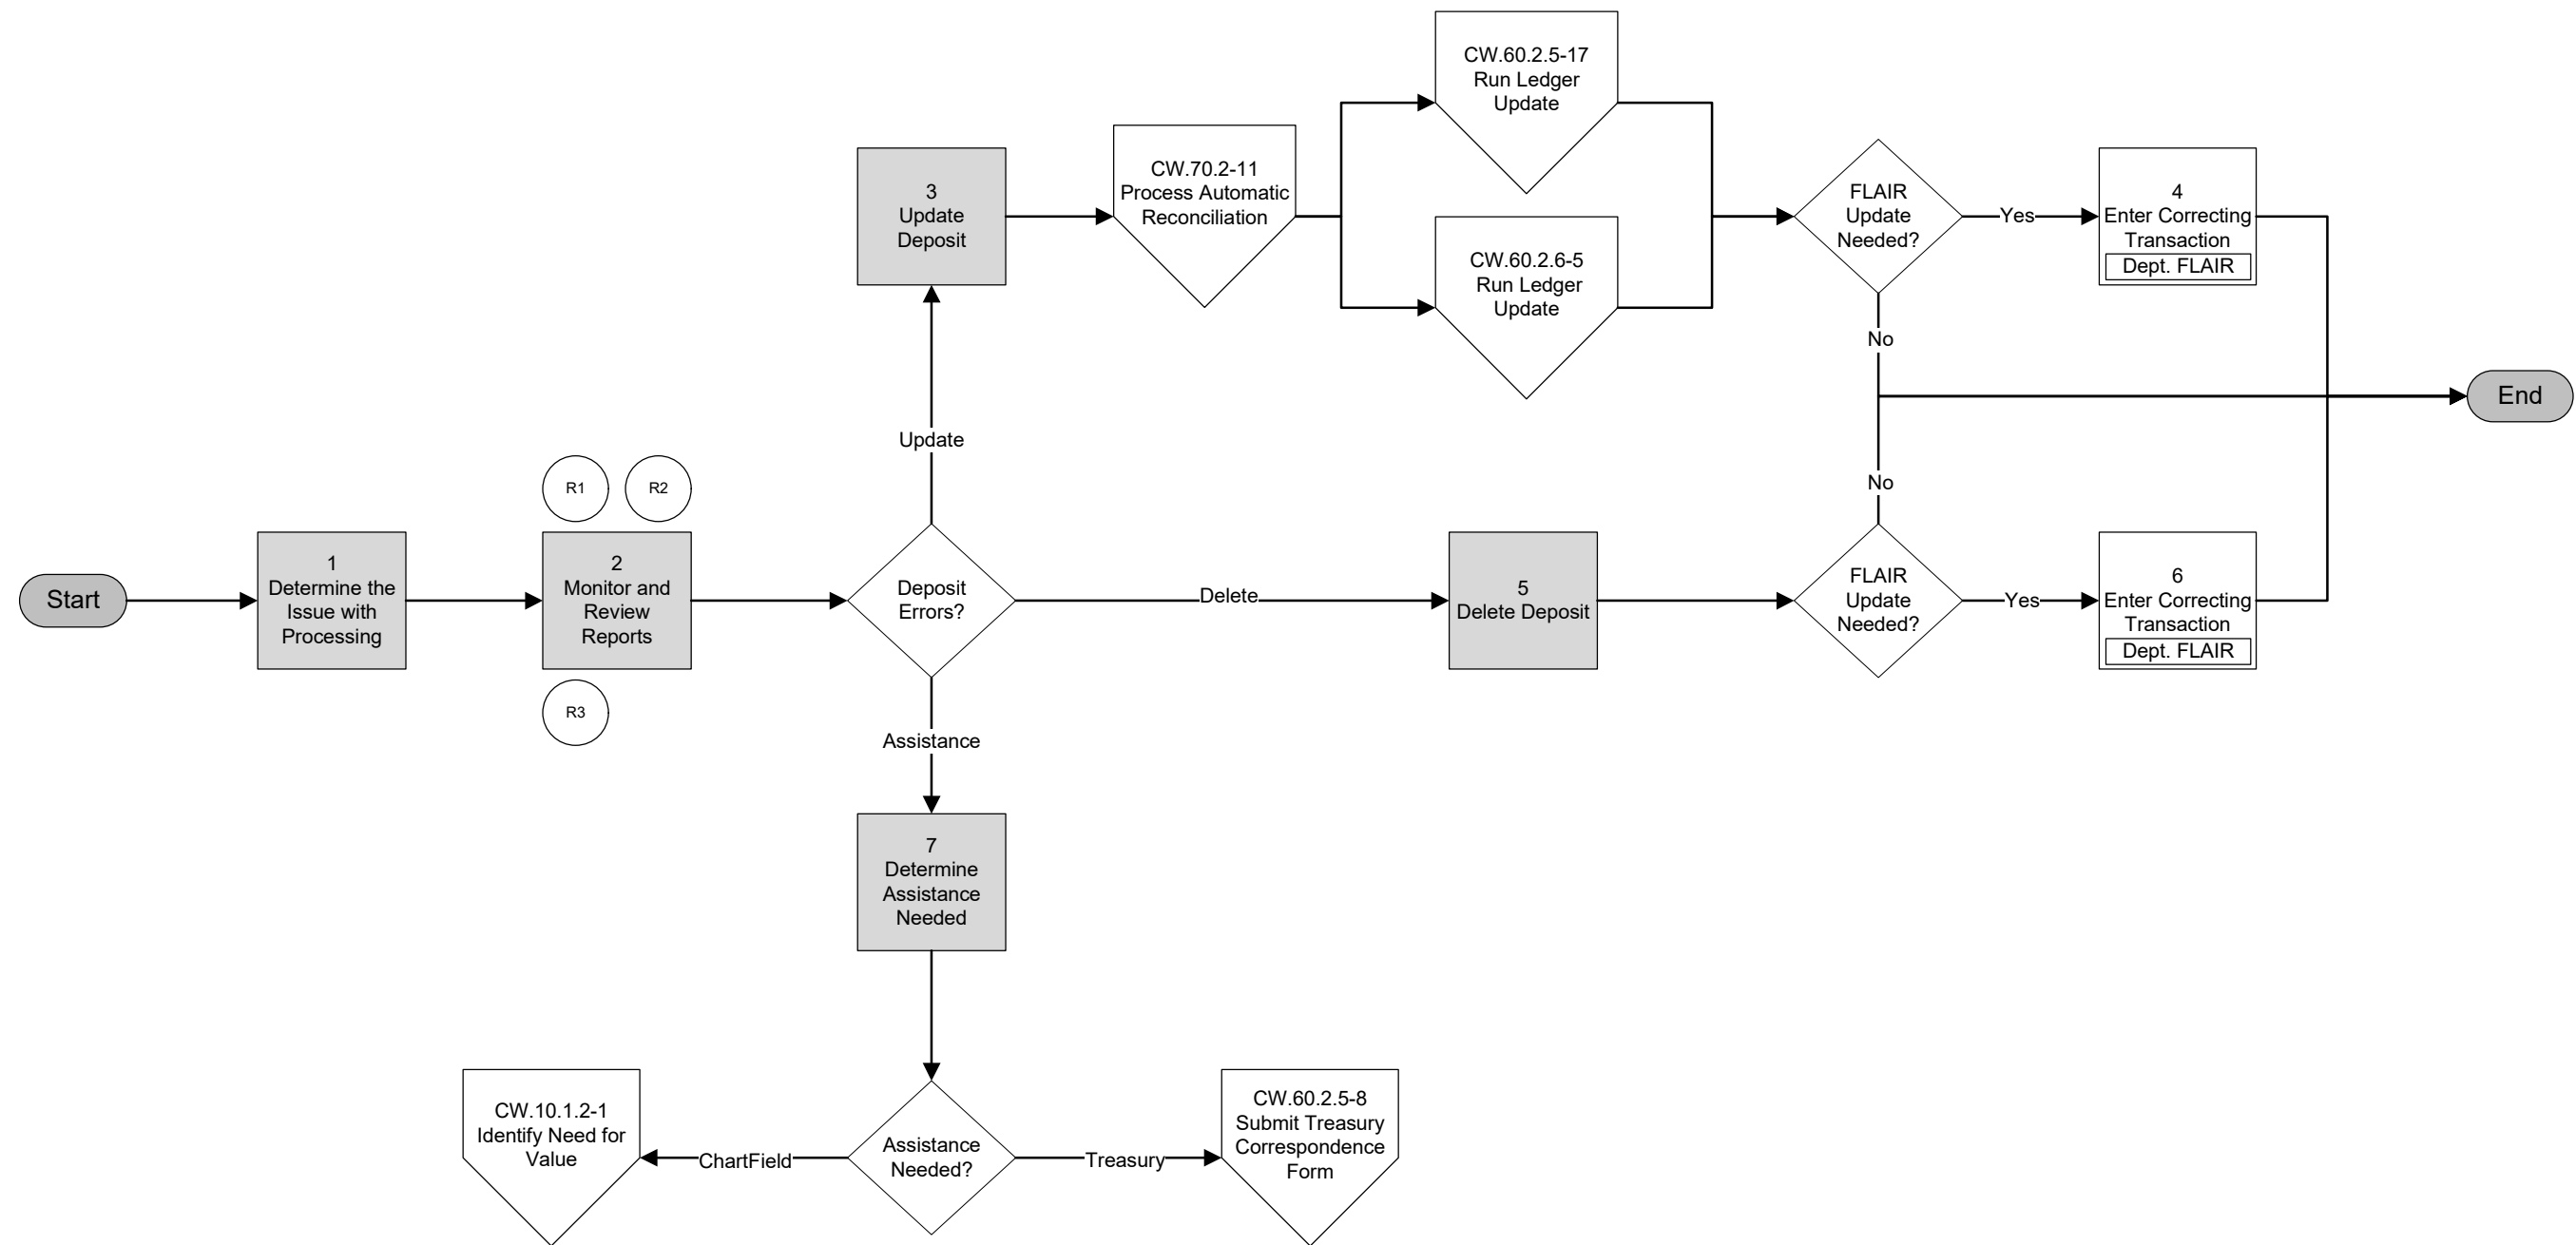 CW.60.2.5-17
Run Ledger
Update
CW.70.2-11
Process Automatic
Reconciliation
3
Update
Deposit
FLAIR
Update
Needed?
Yes
4
Enter Correcting
Transaction
Dept. FLAIR
CW.60.2.6-5
Run Ledger
Update
No
End
Update
R1
R2
No
Start
1
Determine the
Issue with
Processing
2
Monitor and
Review
Reports
Deposit
Errors?
Delete
5
Delete Deposit
FLAIR
Update
Needed?
Yes
6
Enter Correcting
Transaction
Dept. FLAIR
R3
Assistance
7
Determine
Assistance
Needed
CW.10.1.2-1
Identify Need for
Value
ChartField
Assistance
Needed?
Treasury
CW.60.2.5-8
Submit Treasury
Correspondence
Form